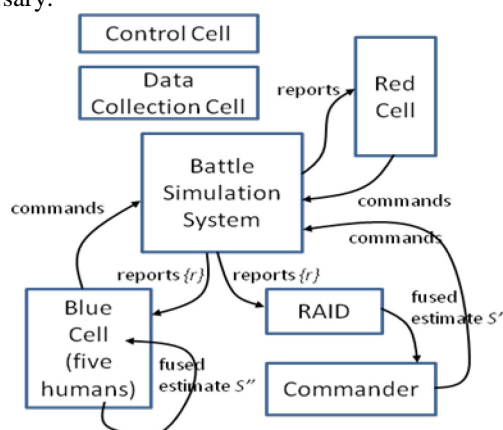 sary.
Control Cell
Data
Collection Cell
reports
Red
Cell
Battle
Simulation
System
commands
commands
commands
reports {r}
reports {r}
Blue
Cell
(five
humans)
fused
estimate S''
RAID
fused
estimate S'
Commander